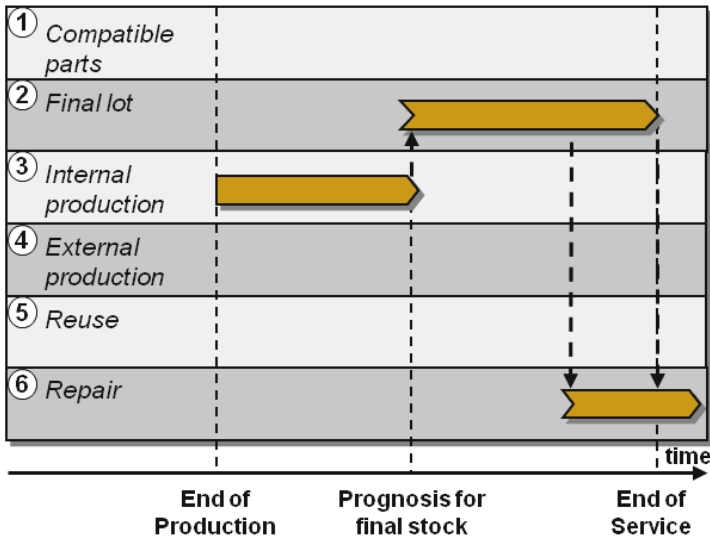 1 Compatible
parts
2 Final lot
3 Internal
production
4 External
production
5 Reuse
6 Repair
time
End of
Production
Prognosis for
final stock
End of
Service